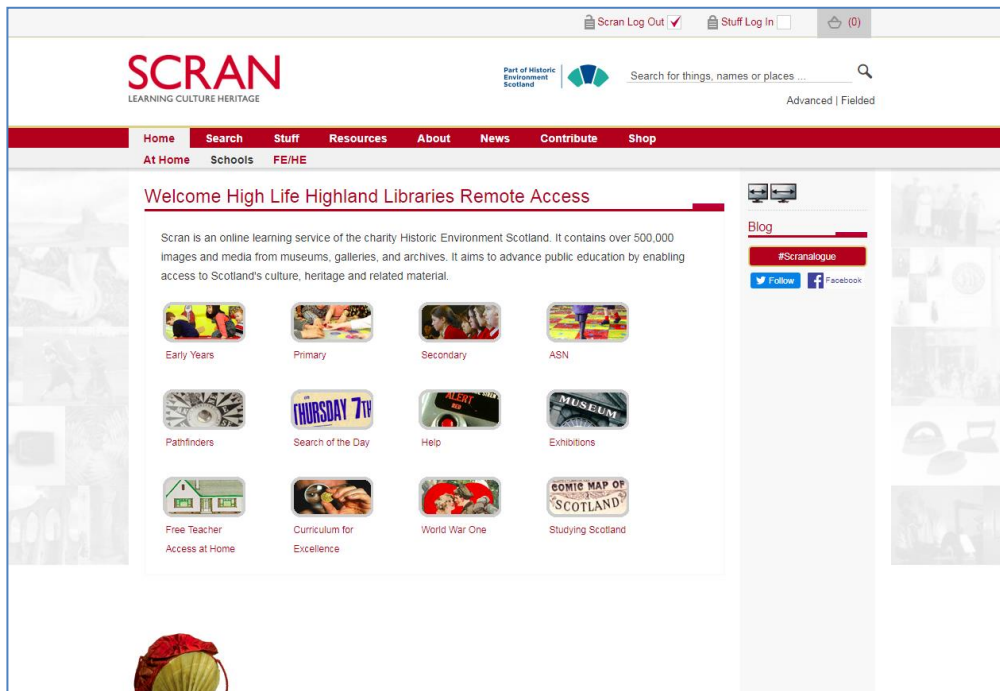 Scran Log Out
Stuff Log In
(0)
SCRAN
LEARNING CULTURE HERITAGE
Part of Historic
Environment
Scotland
Search for things, names or places ...
Advanced | Fielded
Home Search Stuff Resources About News Contribute Shop
At Home Schools FE/HE
Welcome High Life Highland Libraries Remote Access
Scran is an online learning service of the charity Historic Environment Scotland. It contains over 500,000
images and media from museums, galleries, and archives. It aims to advance public education by enabling
access to Scotland's culture, heritage and related material.
Early Years
Primary
Secondary
ASN
THURSDAY 7TH
ALERT
RED
MUSEUM
Pathfinders
Search of the Day
Help
Exhibitions
COMIC MAP OF
SCOTLAND
Free Teacher
Access at Home
Curriculum for
Excellence
World War One
Studying Scotland
Blog
#Scranalogue
Follow
Facebook